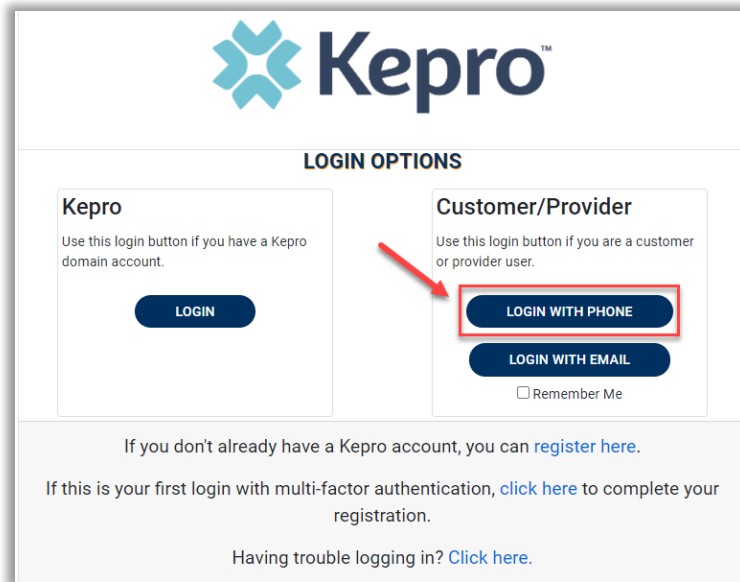 Kepro™
LOGIN OPTIONS
Kepro
Use this login button if you have a Kepro
domain account.
LOGIN
Customer/Provider
Use this login button if you are a customer
or provider user.
LOGIN WITH PHONE
LOGIN WITH EMAIL
Remember Me
If you don't already have a Kepro account, you can register here.
If this is your first login with multi-factor authentication, click here to complete your
registration.
Having trouble logging in? Click here.